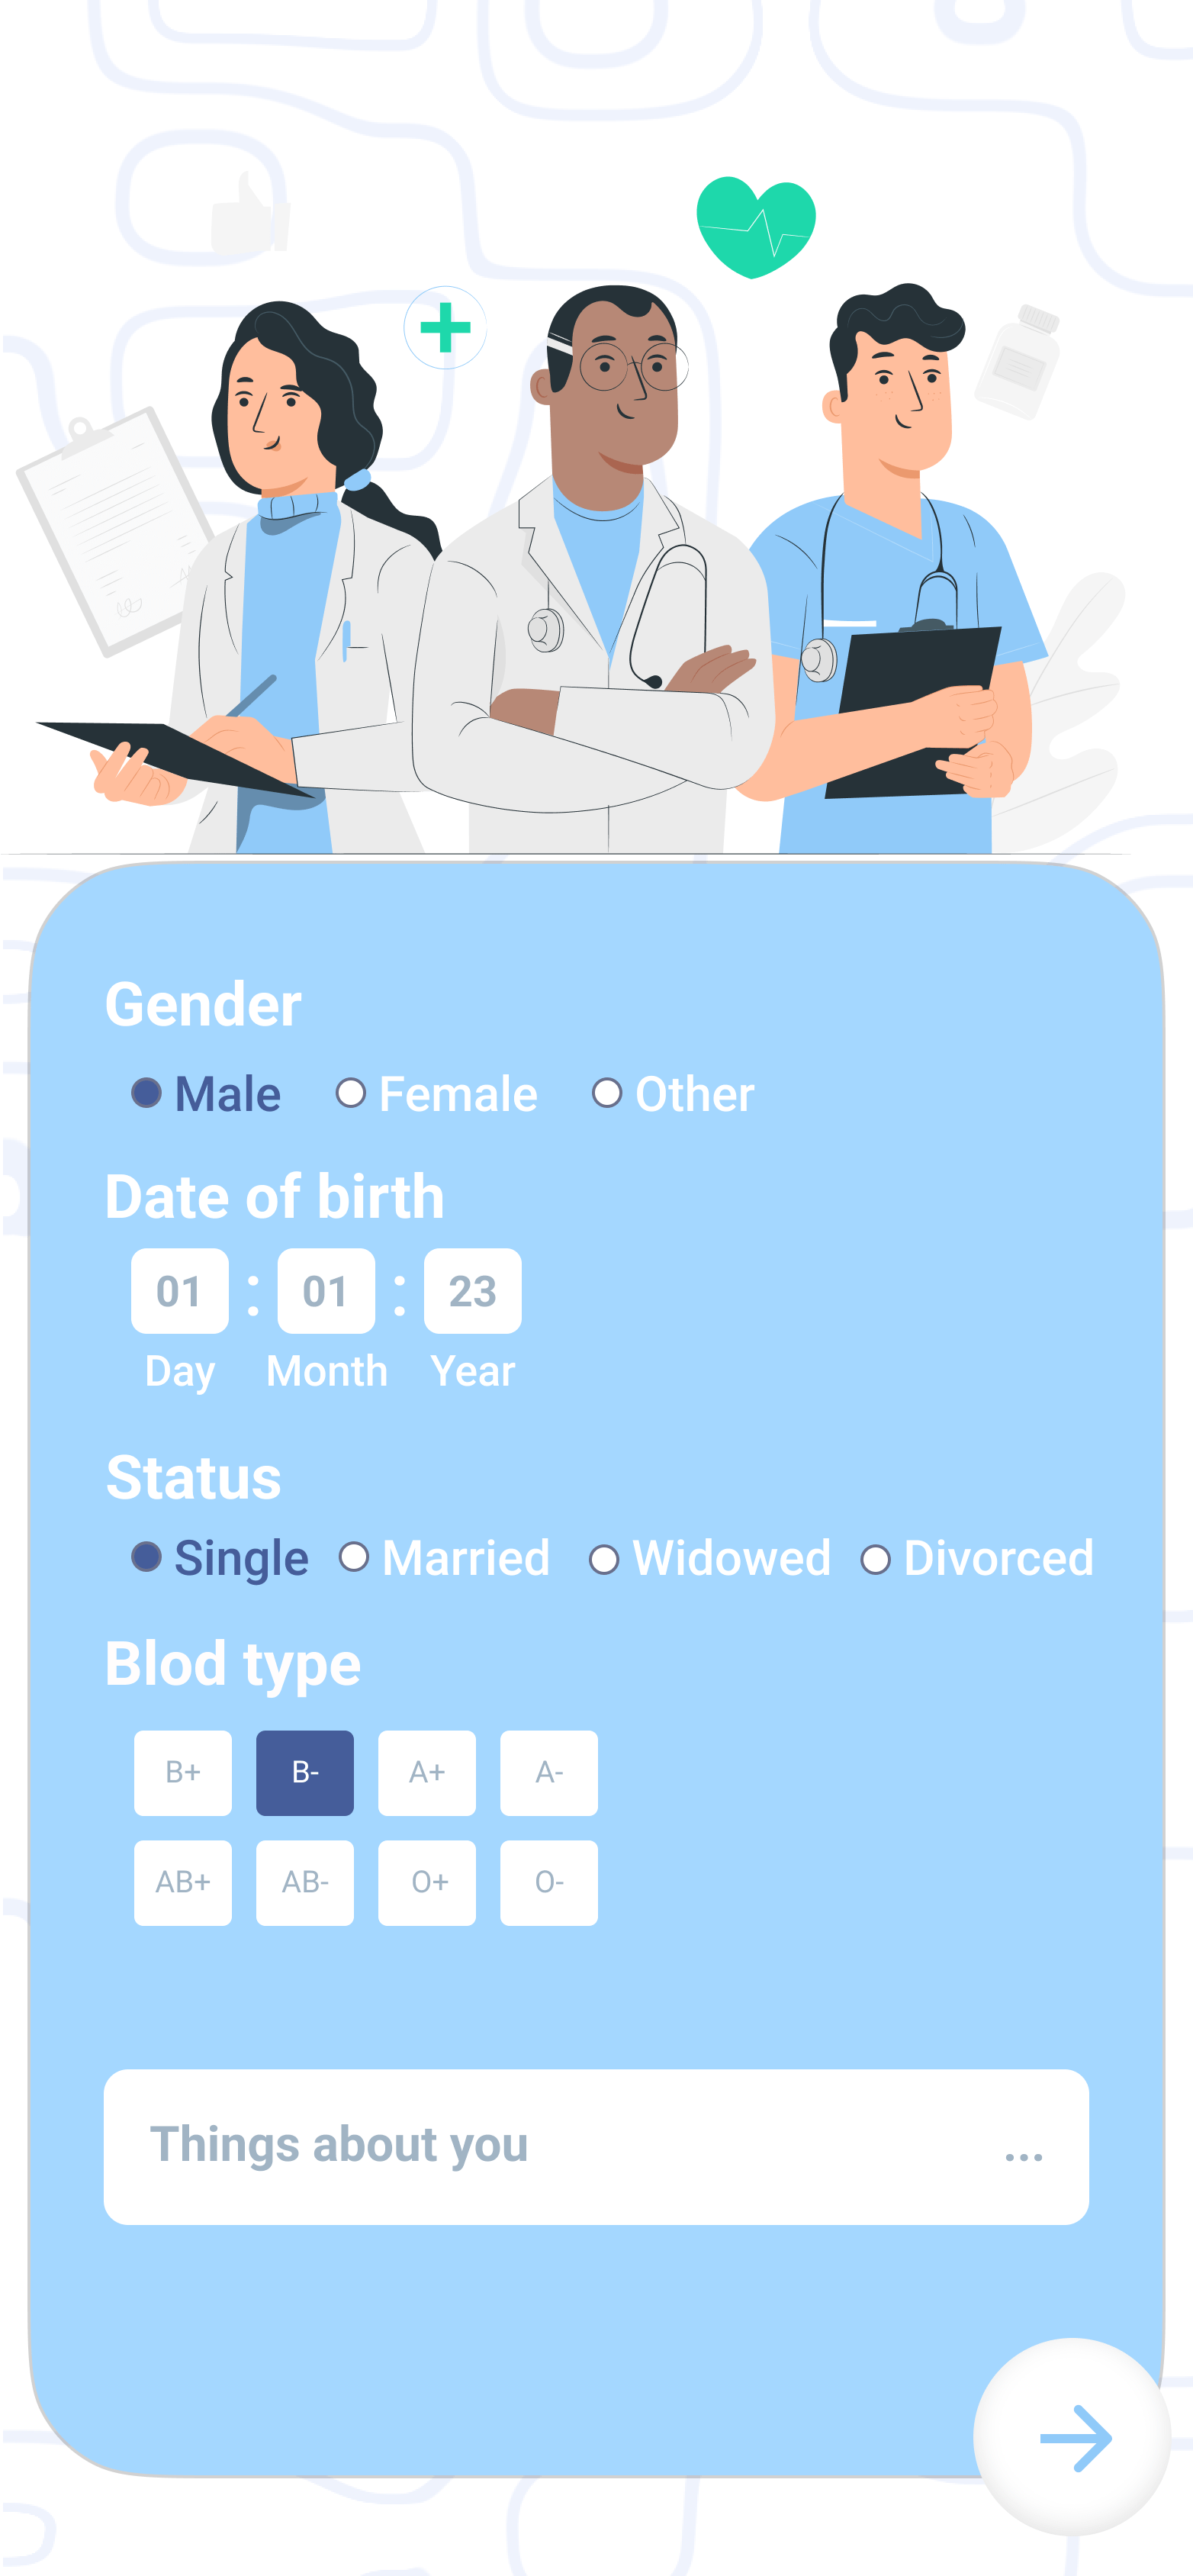 Gender
Male Female Other
Date of birth
01 : 01 : 23
Day Month Year
Status
Single Married Widowed Divorced
Blod type
B+ B- A+ A-
AB+ AB- O+ O-
Things about you ...